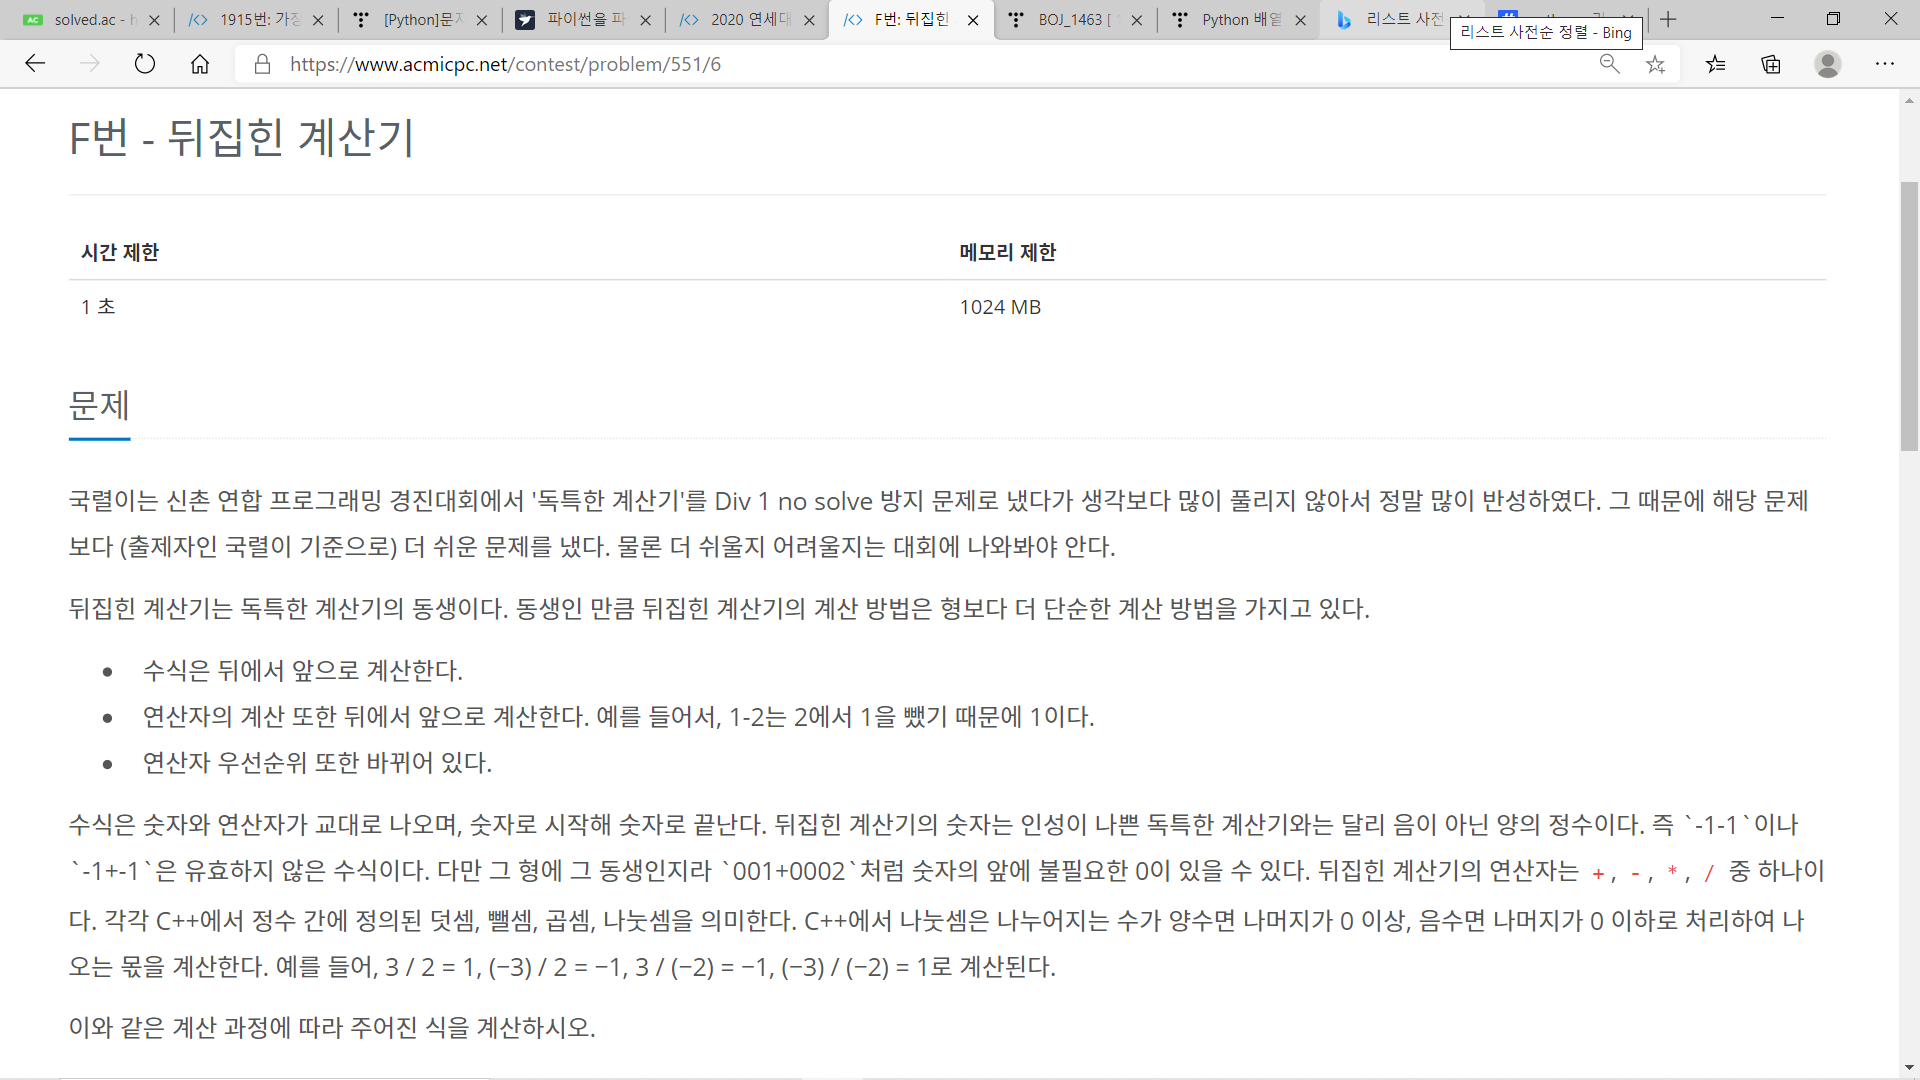 solved.ac - h
1915번: 가장
[Python]문자
파이썬을 파
2020 연세대
F번: 뒤집힌
BOJ_1463 [
Python 배열
리스트 사전
리스트 사전순 정렬 - Bing
https://www.acmicpc.net/contest/problem/551/6
F번 - 뒤집힌 계산기
시간 제한 메모리 제한
1 초 1024 MB
문제
국렬이는 신촌 연합 프로그래밍 경진대회에서 '독특한 계산기'를 Div 1 no solve 방지 문제로 냈다가 생각보다 많이 풀리지 않아서 정말 많이 반성하였다. 그 때문에 해당 문제
보다 (출제자인 국렬이 기준으로) 더 쉬운 문제를 냈다. 물론 더 쉬울지 어려울지는 대회에 나와봐야 안다.
뒤집힌 계산기는 독특한 계산기의 동생이다. 동생인 만큼 뒤집힌 계산기의 계산 방법은 형보다 더 단순한 계산 방법을 가지고 있다.
• 수식은 뒤에서 앞으로 계산한다.
• 연산자의 계산 또한 뒤에서 앞으로 계산한다. 예를 들어서, 1-2는 2에서 1을 뺐기 때문에 1이다.
• 연산자 우선순위 또한 바뀌어 있다.
수식은 숫자와 연산자가 교대로 나오며, 숫자로 시작해 숫자로 끝난다. 뒤집힌 계산기의 숫자는 인성이 나쁜 독특한 계산기와는 달리 음이 아닌 양의 정수이다. 즉 `-1-1`이나
`-1+-1`은 유효하지 않은 수식이다. 다만 그 형에 그 동생인지라 `001+0002`처럼 숫자의 앞에 불필요한 0이 있을 수 있다. 뒤집힌 계산기의 연산자는 +, -, *, / 중 하나이
다. 각각 C++에서 정수 간에 정의된 덧셈, 뺄셈, 곱셈, 나눗셈을 의미한다. C++에서 나눗셈은 나누어지는 수가 양수면 나머지가 0 이상, 음수면 나머지가 0 이하로 처리하여 나
오는 몫을 계산한다. 예를 들어, 3 / 2 = 1, (−3) / 2 = −1, 3 / (−2) = −1, (−3) / (−2) = 1로 계산된다.
이와 같은 계산 과정에 따라 주어진 식을 계산하시오.